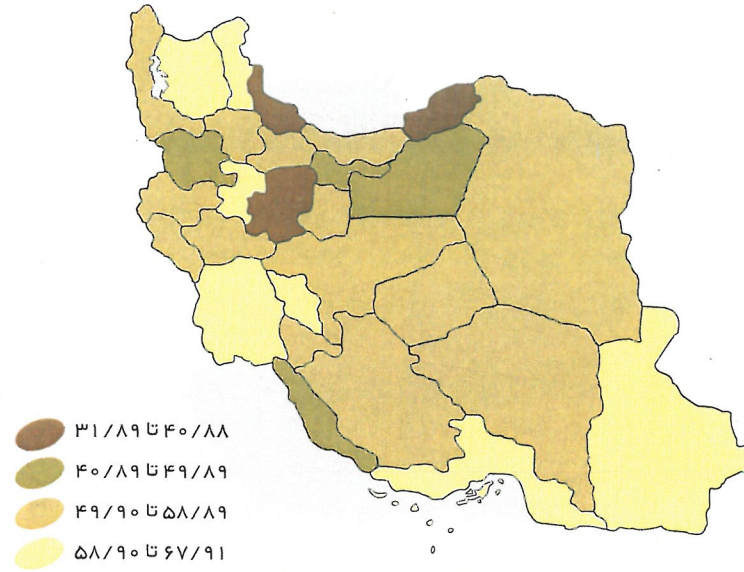 ۳۱/۸۹ تا ۴۰/۸۸
۴۰/۸۹ تا ۴۹/۸۹
۴۹/۹۰ تا ۵۸/۸۹
۵۸/۹۰ تا ۶۷/۹۱